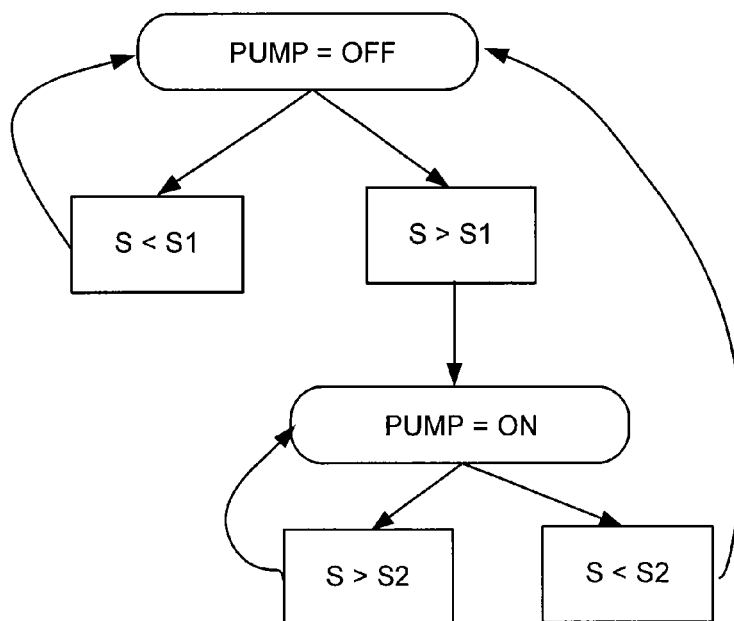 PUMP = OFF
S < S1
S > S1
PUMP = ON
S > S2
S < S2